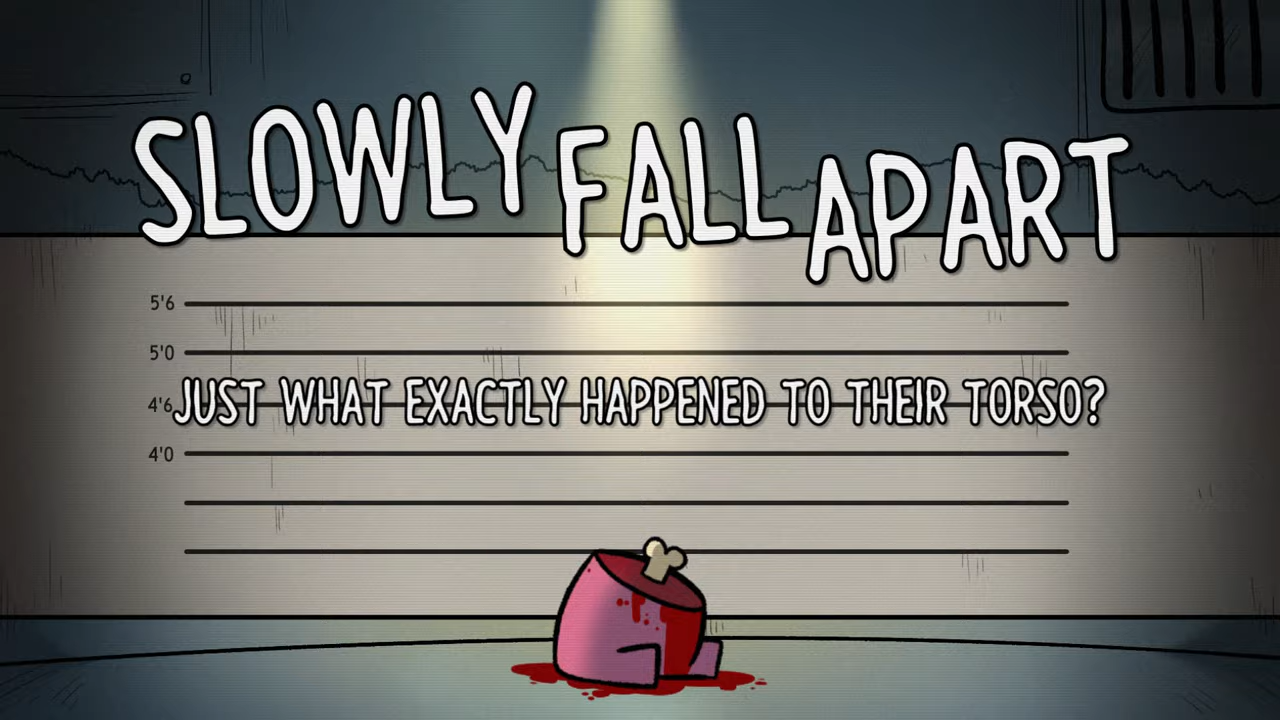 SLOWLY FALL APART
5'6
5'0
JUST WHAT EXACTLY HAPPENED TO THEIR TORSO?
4'6
4'0